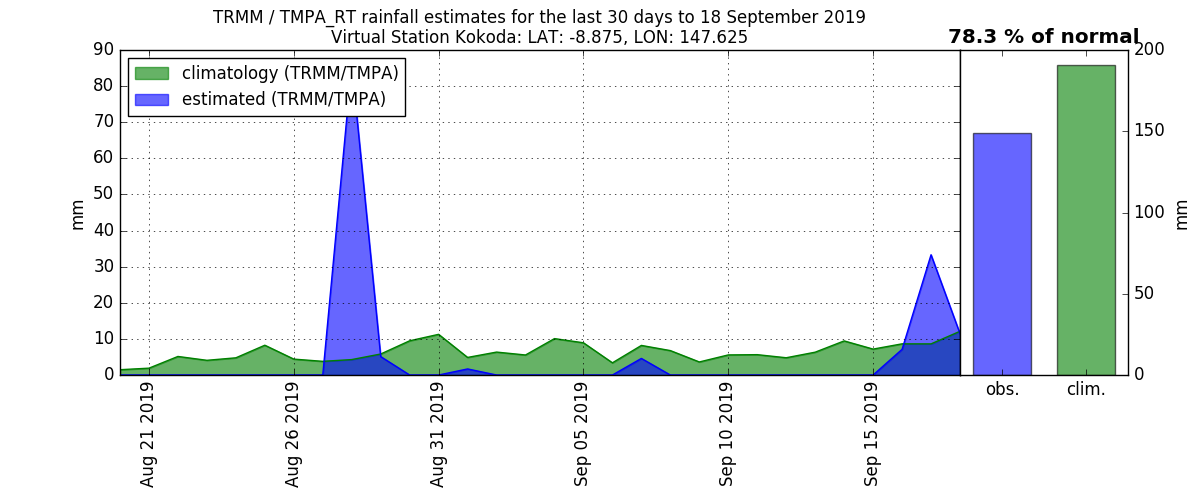 TRMM / TMPA_RT rainfall estimates for the last 30 days to 18 September 2019
Virtual Station Kokoda: LAT: -8.875, LON: 147.625
78.3 % of normal
climatology (TRMM/TMPA)
estimated (TRMM/TMPA)
90
80
70
60
50
40
30
20
10
0
mm
Aug 21 2019
Aug 26 2019
Aug 31 2019
Sep 05 2019
Sep 10 2019
Sep 15 2019
200
150
100
50
0
mm
obs.
clim.